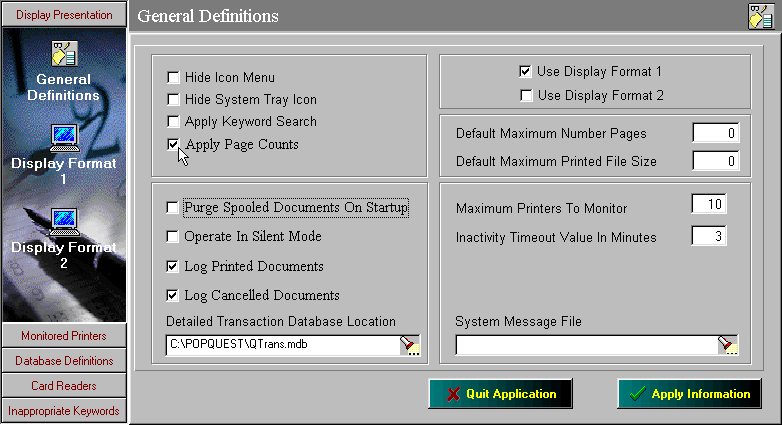 Display Presentation
General
Definitions
Display Format
1
Display Format
2
Monitored Printers
Database Definitions
Card Readers
Inappropriate Keywords
General Definitions
Hide Icon Menu
Hide System Tray Icon
Apply Keyword Search
Apply Page Counts
Use Display Format 1
Use Display Format 2
Default Maximum Number Pages 0
Default Maximum Printed File Size 0
Purge Spooled Documents On Startup
Operate In Silent Mode
Log Printed Documents
Log Cancelled Documents
Detailed Transaction Database Location
C:\POPQUEST\QTrans.mdb
...
Maximum Printers To Monitor 10
Inactivity Timeout Value In Minutes 3
System Message File
...
Quit Application
Apply Information